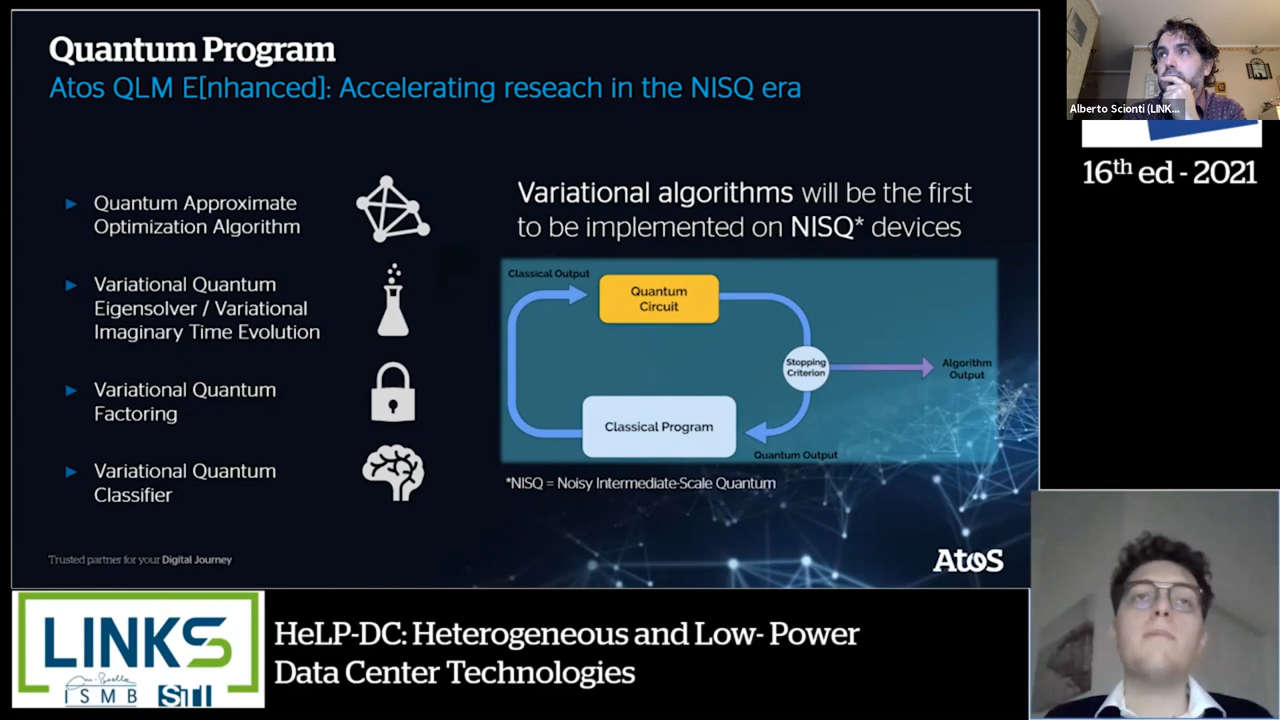 Quantum Program
Atos QLM E[nhanced]: Accelerating reseach in the NISQ era
Quantum Approximate
Optimization Algorithm
Variational Quantum
Eigensolver / Variational
Imaginary Time Evolution
Variational Quantum
Factoring
Variational Quantum
Classifier
Variational algorithms will be the first
to be implemented on NISQ* devices
Classical Output
Quantum
Circuit
Stopping
Criterion
Algorithm
Output
Classical Program
Quantum Output
*NISQ = Noisy Intermediate-Scale Quantum
Trusted partner for your Digital Journey
Atos
Alberto Scionti (LINK...
16th ed - 2021
LINKS
ISMB
HeLP-DC: Heterogeneous and Low- Power
Data Center Technologies